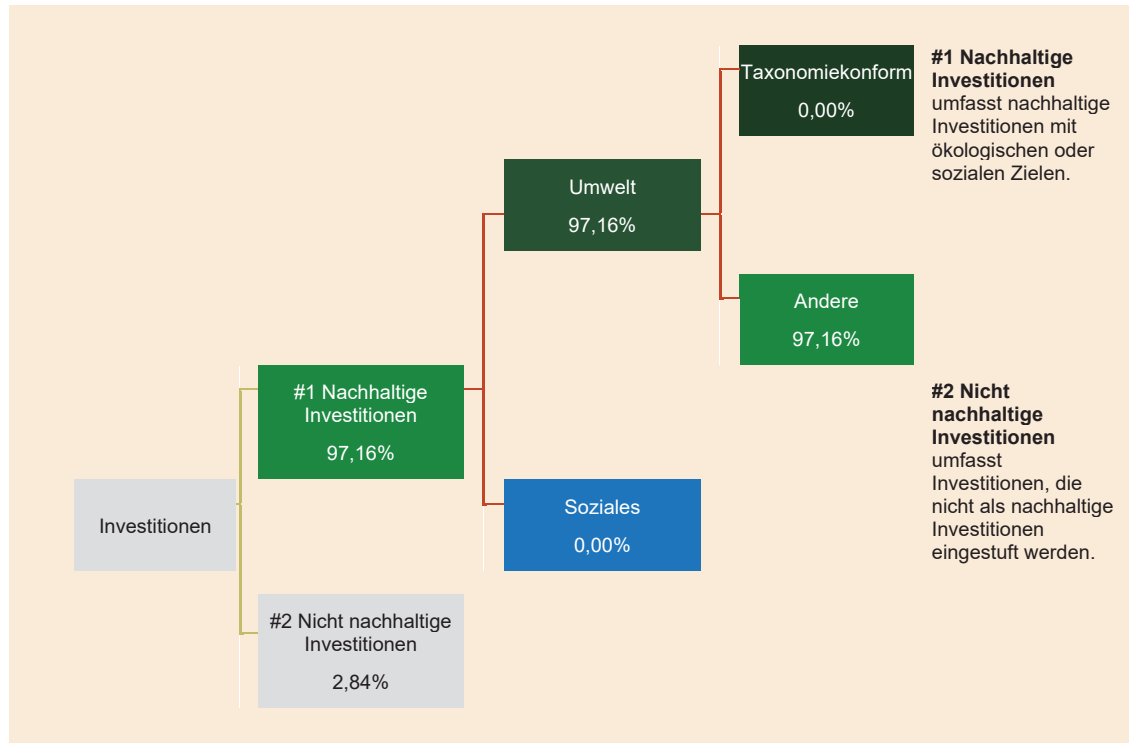 Taxonomiekonform
0,00%
Umwelt
97,16%
Andere
97,16%
#1 Nachhaltige
Investitionen
97,16%
Investitionen
Soziales
0,00%
#2 Nicht nachhaltige
Investitionen
2,84%
#1 Nachhaltige
Investitionen
umfasst nachhaltige
Investitionen mit
ökologischen oder
sozialen Zielen.
#2 Nicht
nachhaltige
Investitionen
umfasst
Investitionen, die
nicht als nachhaltige
Investitionen
eingestuft werden.